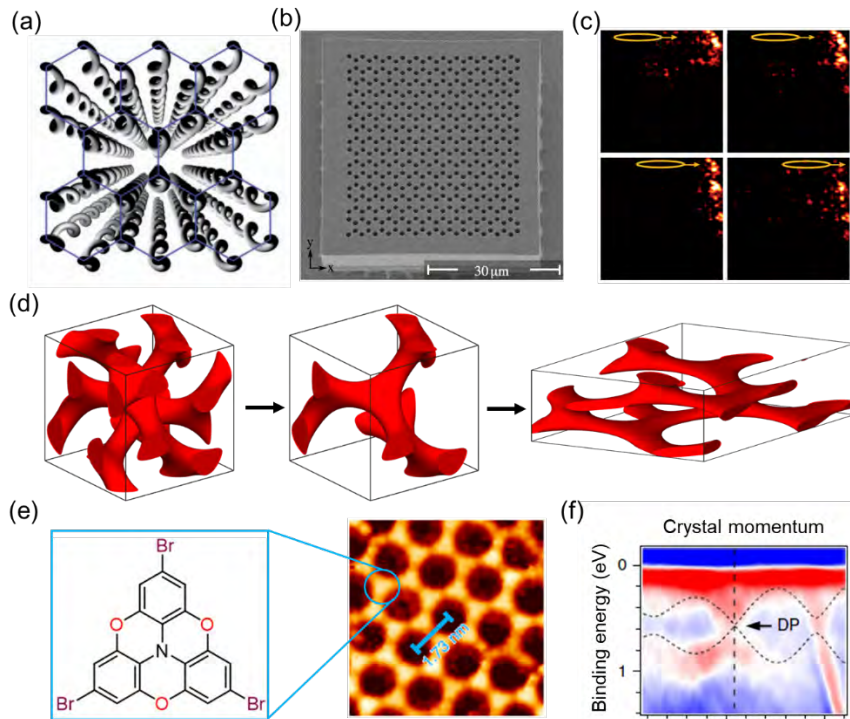 (a)
(b)
y
x
30 μm
(c)
(d)
(e)
Br
O
O
N
Br
O
Br
1.73 nm
(f)
Crystal momentum
Binding energy (eV)
0
DP
1